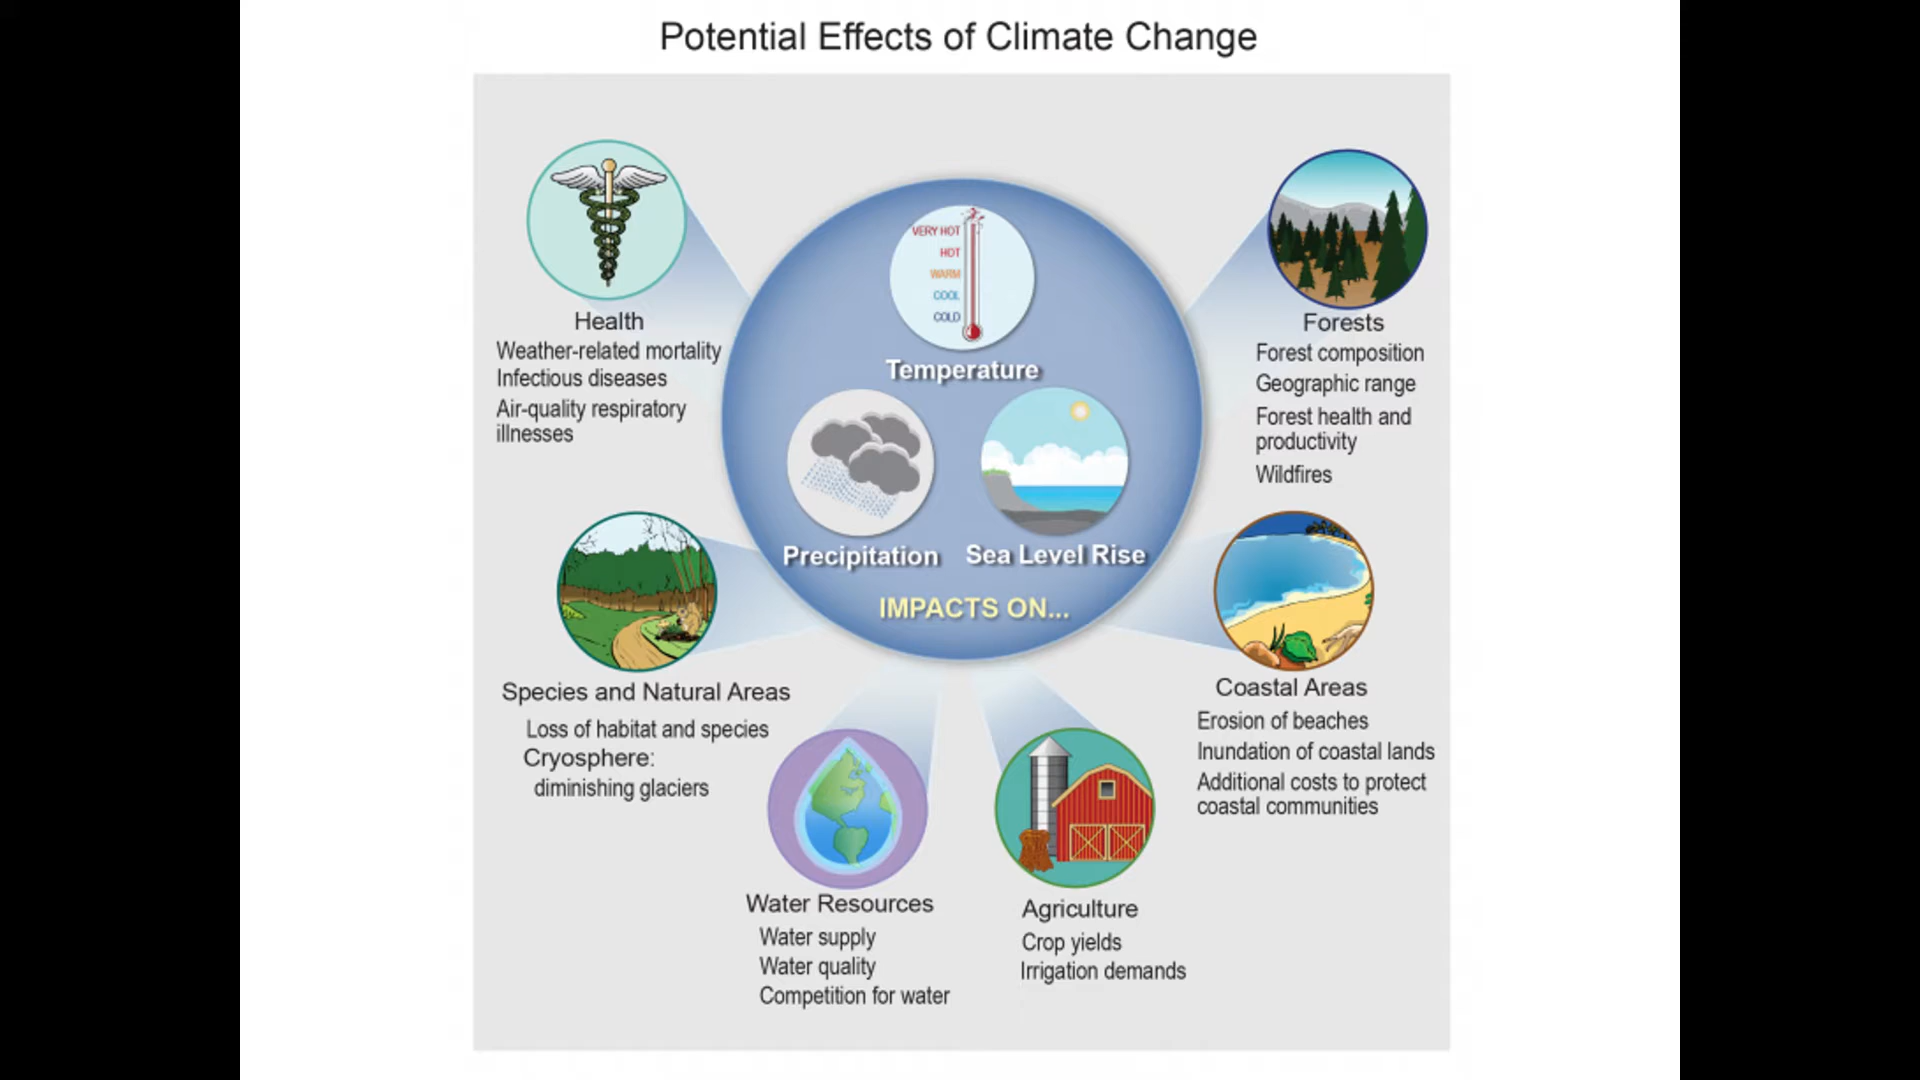 Potential Effects of Climate Change
VERY HOT
HOT
WARM
COOL
COLD
Temperature
Precipitation
Sea Level Rise
IMPACTS ON...
Health
Weather-related mortality
Infectious diseases
Air-quality respiratory
illnesses
Forests
Forest composition
Geographic range
Forest health and
productivity
Wildfires
Species and Natural Areas
Loss of habitat and species
Cryosphere:
diminishing glaciers
Coastal Areas
Erosion of beaches
Inundation of coastal lands
Additional costs to protect
coastal communities
Water Resources
Water supply
Water quality
Competition for water
Agriculture
Crop yields
Irrigation demands